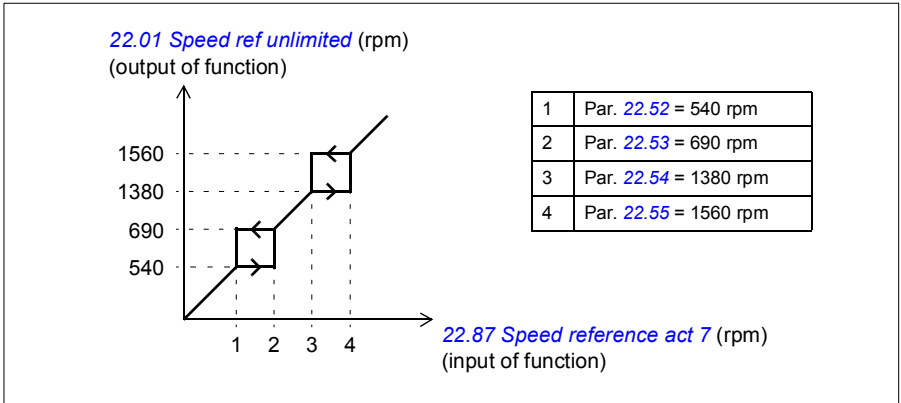 22.01 Speed ref unlimited (rpm)
(output of function)
1560
1380
690
540
1 2 3 4
22.87 Speed reference act 7 (rpm)
(input of function)
1 Par. 22.52 = 540 rpm
2 Par. 22.53 = 690 rpm
3 Par. 22.54 = 1380 rpm
4 Par. 22.55 = 1560 rpm